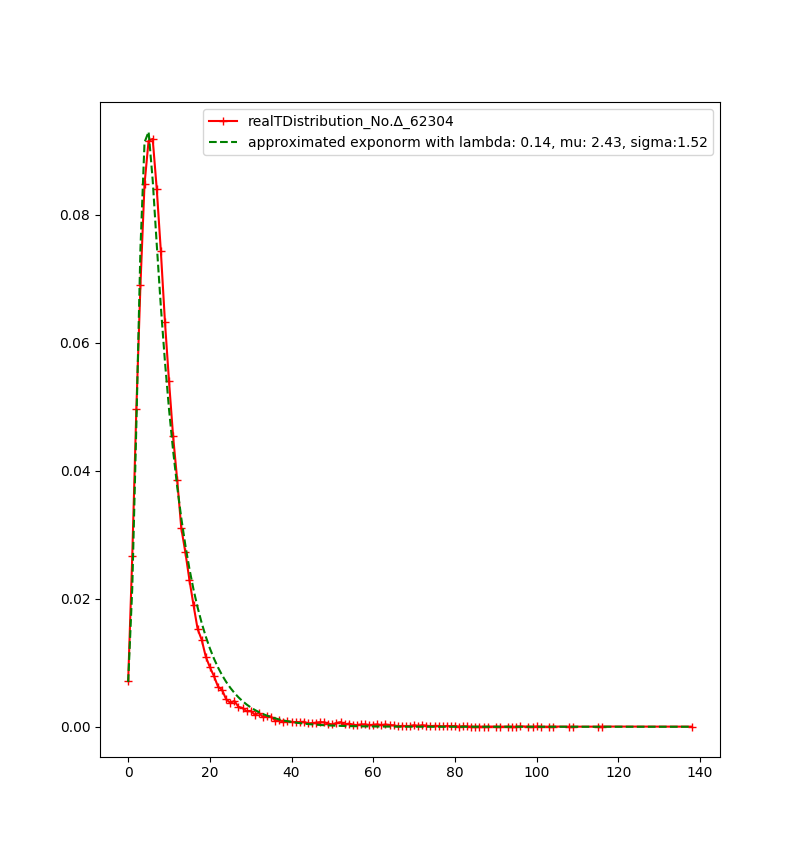 realTDistribution_No.Δ_62304
approximated exponorm with lambda: 0.14, mu: 2.43, sigma:1.52
0.08
0.06
0.04
0.02
0.00
0 20 40 60 80 100 120 140